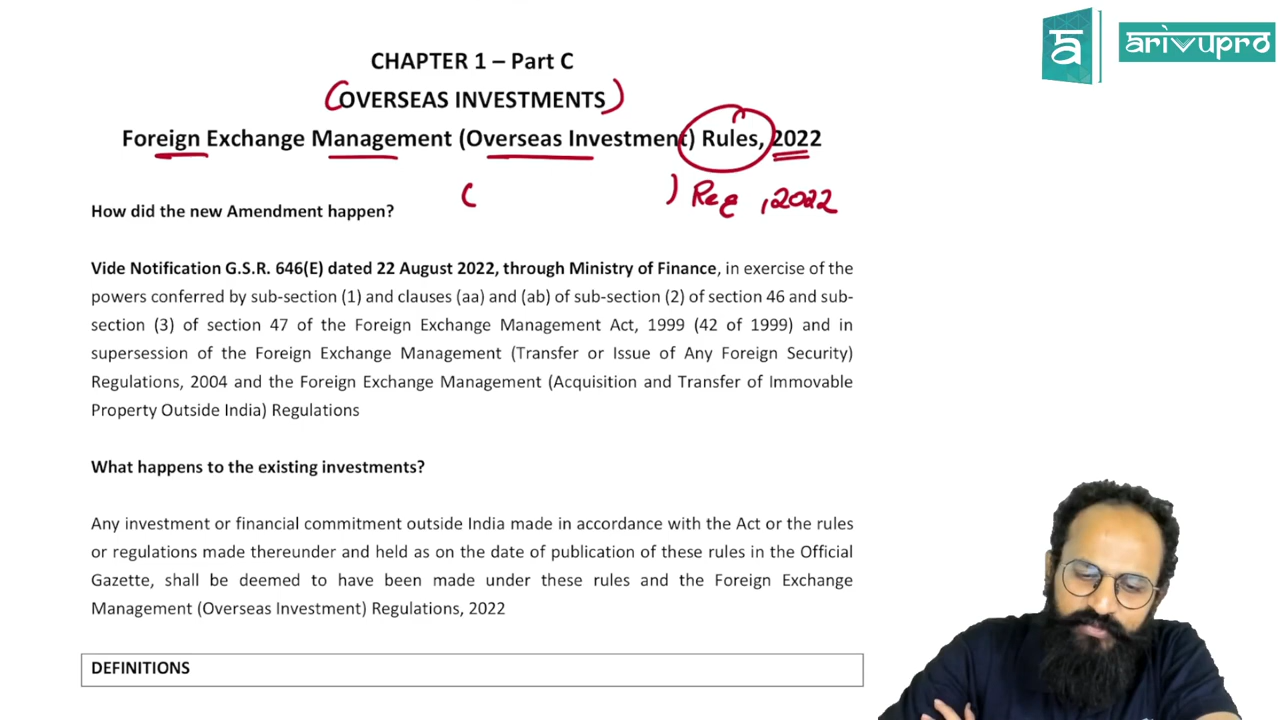 arivupro
CHAPTER 1 – Part C
(OVERSEAS INVESTMENTS)
Foreign Exchange Management (Overseas Investment) Rules, 2022
( ) Reg , 2022
How did the new Amendment happen?
Vide Notification G.S.R. 646(E) dated 22 August 2022, through Ministry of Finance, in exercise of the
powers conferred by sub-section (1) and clauses (aa) and (ab) of sub-section (2) of section 46 and sub-
section (3) of section 47 of the Foreign Exchange Management Act, 1999 (42 of 1999) and in
supersession of the Foreign Exchange Management (Transfer or Issue of Any Foreign Security)
Regulations, 2004 and the Foreign Exchange Management (Acquisition and Transfer of Immovable
Property Outside India) Regulations
What happens to the existing investments?
Any investment or financial commitment outside India made in accordance with the Act or the rules
or regulations made thereunder and held as on the date of publication of these rules in the Official
Gazette, shall be deemed to have been made under these rules and the Foreign Exchange
Management (Overseas Investment) Regulations, 2022
DEFINITIONS